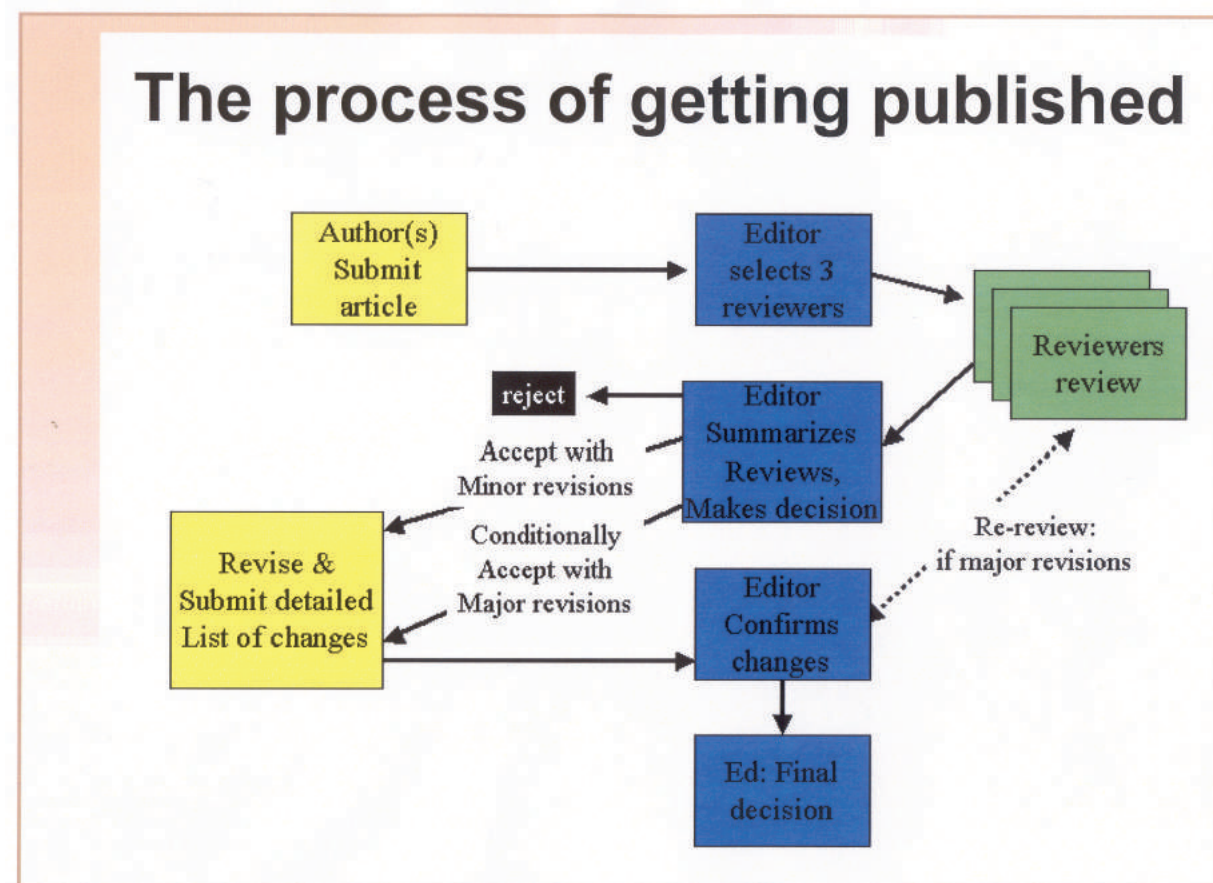 The process of getting published
Author(s)
Submit
article
Editor
selects 3
reviewers
Reviewers
review
reject
Editor
Summarizes
Reviews,
Makes decision
Accept with
Minor revisions
Conditionally
Accept with
Major revisions
Re-review:
if major revisions
Revise &
Submit detailed
List of changes
Editor
Confirms
changes
Ed: Final
decision